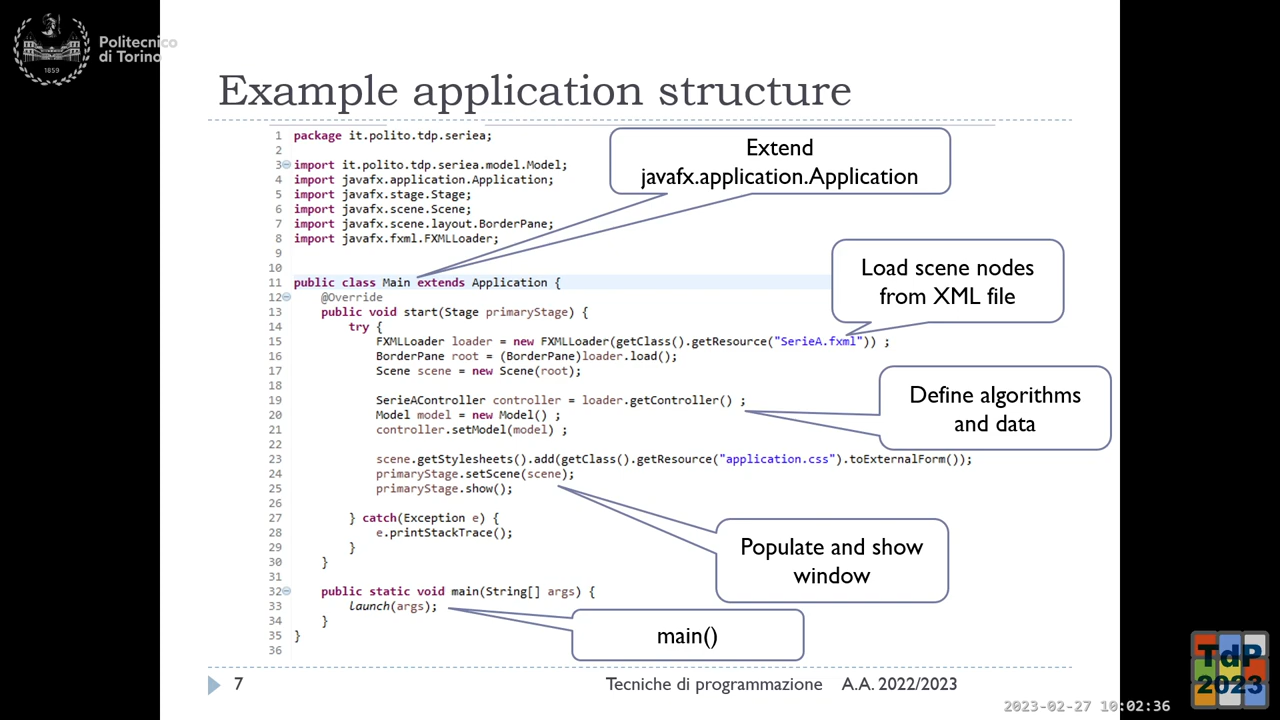 Politecnico
di Torino
1859
Example application structure
1 package it.polito.tdp.seriea;
2
3 import it.polito.tdp.seriea.model.Model;
4 import javafx.application.Application;
5 import javafx.stage.Stage;
6 import javafx.scene.Scene;
7 import javafx.scene.layout.BorderPane;
8 import javafx.fxml.FXMLLoader;
9
10
11 public class Main extends Application {
12 @Override
13 public void start(Stage primaryStage) {
14 try {
15 FXMLLoader loader = new FXMLLoader(getClass().getResource("SerieA.fxml")) ;
16 BorderPane root = (BorderPane)loader.load();
17 Scene scene = new Scene(root);
18
19 SerieAController controller = loader.getController() ;
20 Model model = new Model() ;
21 controller.setModel(model) ;
22
23 scene.getStylesheets().add(getClass().getResource("application.css").toExternalForm());
24 primaryStage.setScene(scene);
25 primaryStage.show();
26
27 } catch(Exception e) {
28 e.printStackTrace();
29 }
30 }
31
32 public static void main(String[] args) {
33 launch(args);
34 }
35 }
36
Extend
javafx.application.Application
Load scene nodes
from XML file
Define algorithms
and data
Populate and show
window
main()
7
Tecniche di programmazione A.A. 2022/2023
TdP
2023
2023-02-27 10:02:36